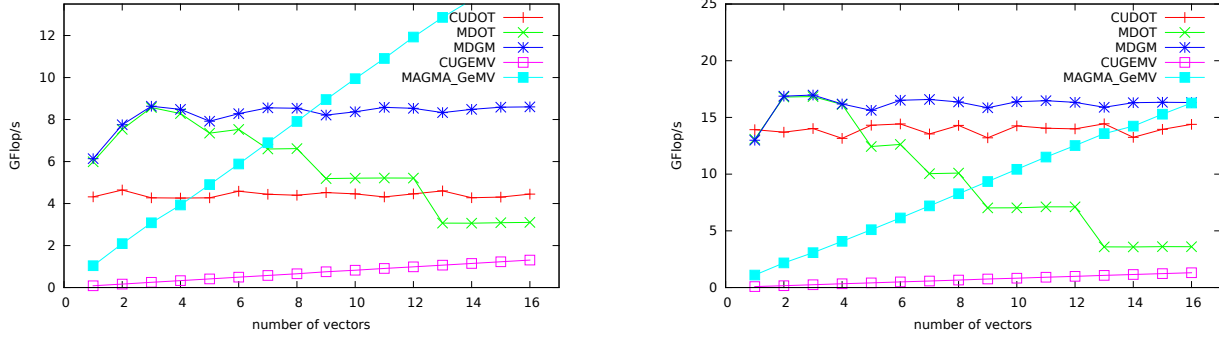 12
10
8
6
4
2
0
GFlop/s
0 2 4 6 8 10 12 14 16
number of vectors
CUDOT
MDOT
MDGM
CUGEMV
MAGMA_GeMV
25
20
15
10
5
0
GFlop/s
0 2 4 6 8 10 12 14 16
number of vectors
CUDOT
MDOT
MDGM
CUGEMV
MAGMA_GeMV